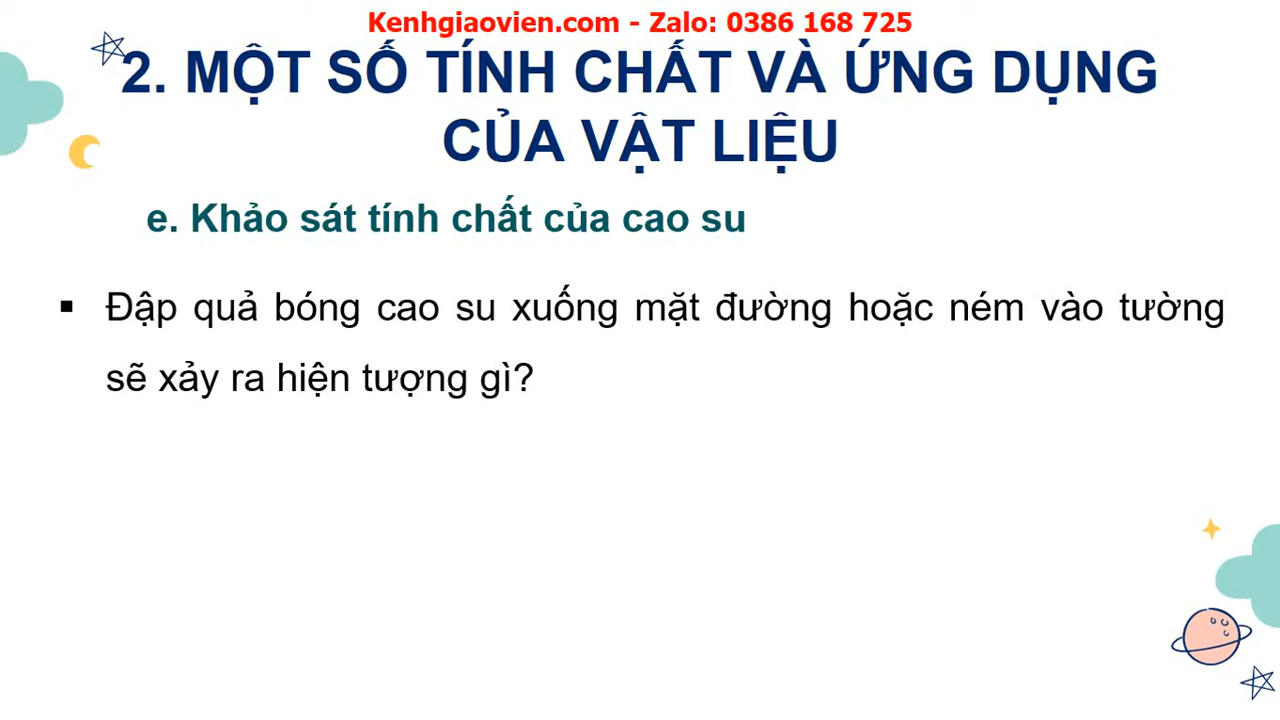 Kenhgiaovien.com - Zalo: 0386 168 725
2. MỘT SỐ TÍNH CHẤT VÀ ỨNG DỤNG
CỦA VẬT LIỆU
e. Khảo sát tính chất của cao su
▪ Đập quả bóng cao su xuống mặt đường hoặc ném vào tường
sẽ xảy ra hiện tượng gì?